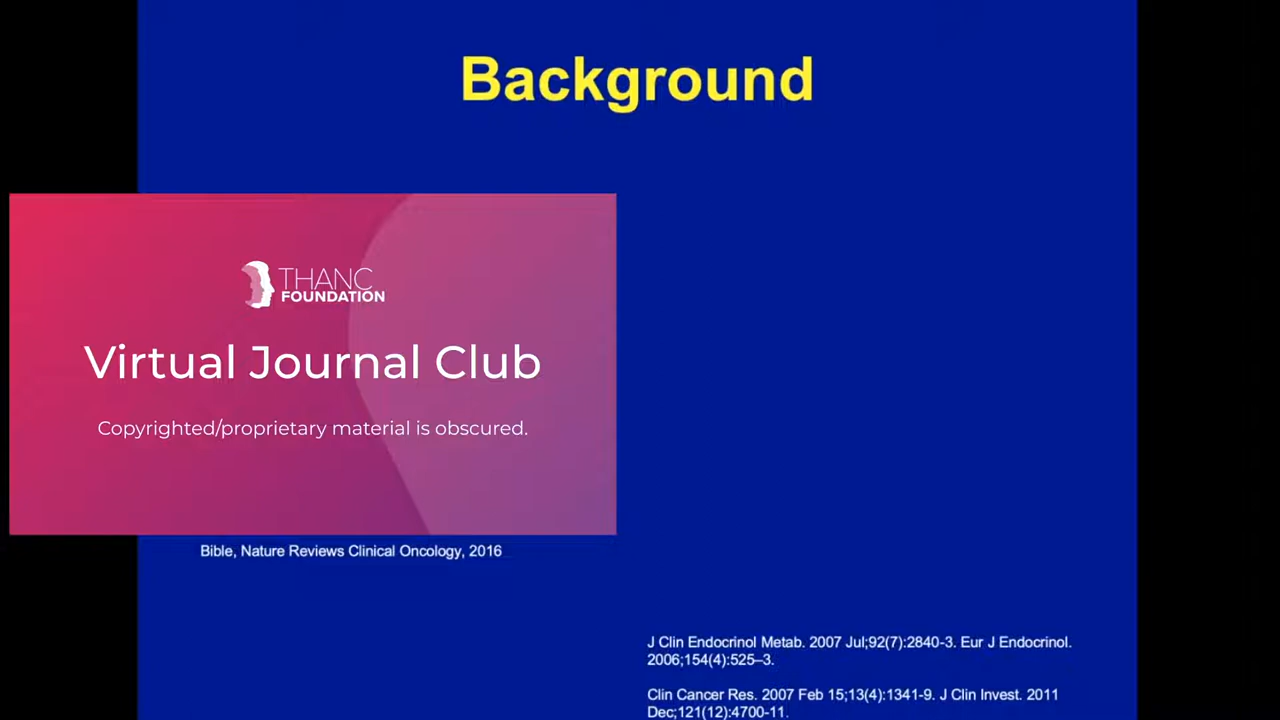 Background
THANC
FOUNDATION
Virtual Journal Club
Copyrighted/proprietary material is obscured.
Bible, Nature Reviews Clinical Oncology, 2016
J Clin Endocrinol Metab. 2007 Jul;92(7):2840-3. Eur J Endocrinol.
2006;154(4):525–3.
Clin Cancer Res. 2007 Feb 15;13(4):1341-9. J Clin Invest. 2011
Dec;121(12):4700-11.